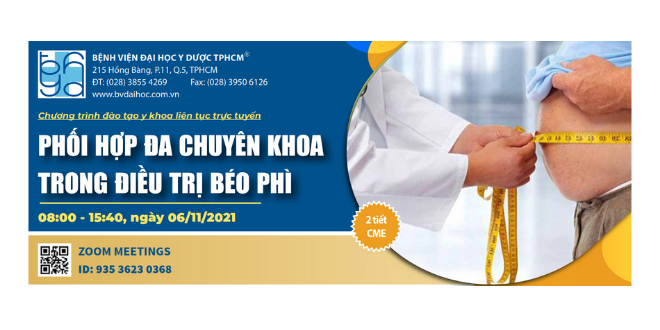 BỆNH VIỆN ĐẠI HỌC Y DƯỢC TPHCM®
215 Hồng Bàng, P.11, Q.5, TPHCM
ĐT: (028) 3855 4269 Fax: (028) 3950 6126
www.bvdaihoc.com.vn
Chương trình đào tạo y khoa liên tục trực tuyến
PHỐI HỢP ĐA CHUYÊN KHOA
TRONG ĐIỀU TRỊ BÉO PHÌ
08:00 - 15:40, ngày 06/11/2021
2 tiết
CME
ZOOM MEETINGS
ID: 935 3623 0368